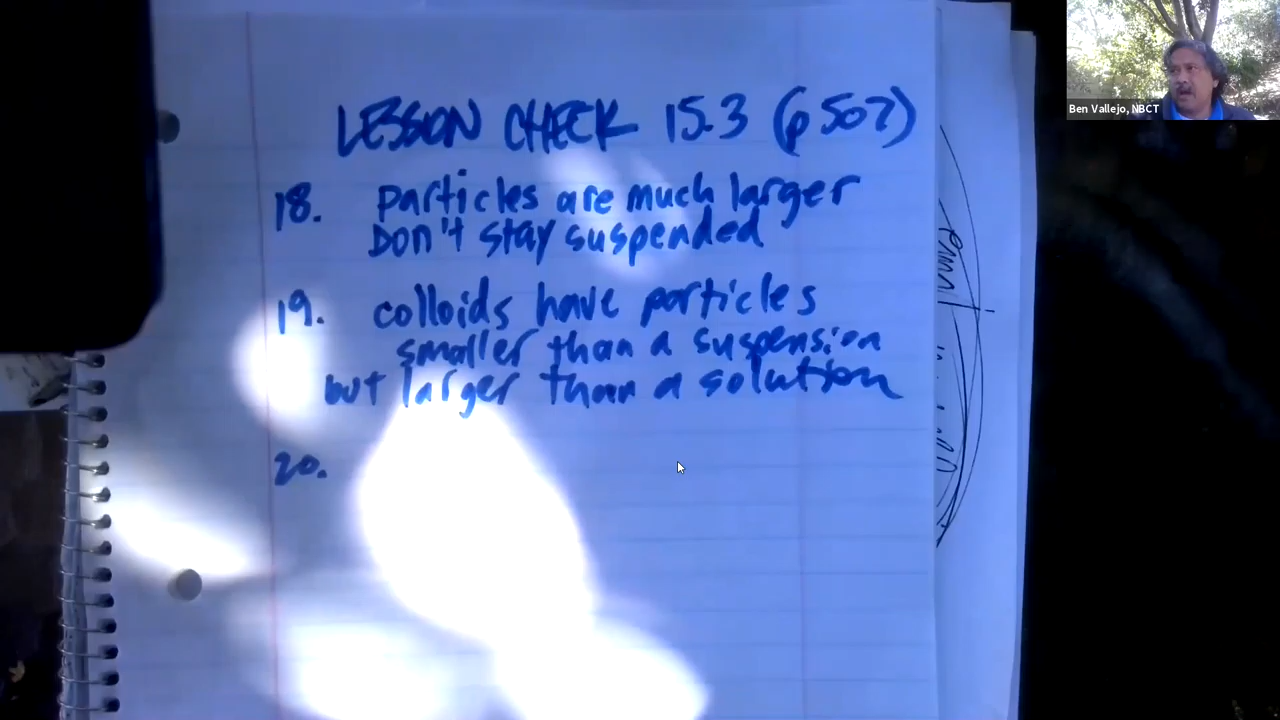 Ben Vallejo, NBCT
LESSON CHECK 15.3 (p 507)
18. particles are much larger
Don't stay suspended
19. colloids have particles
smaller than a suspension
but larger than a solution
20.